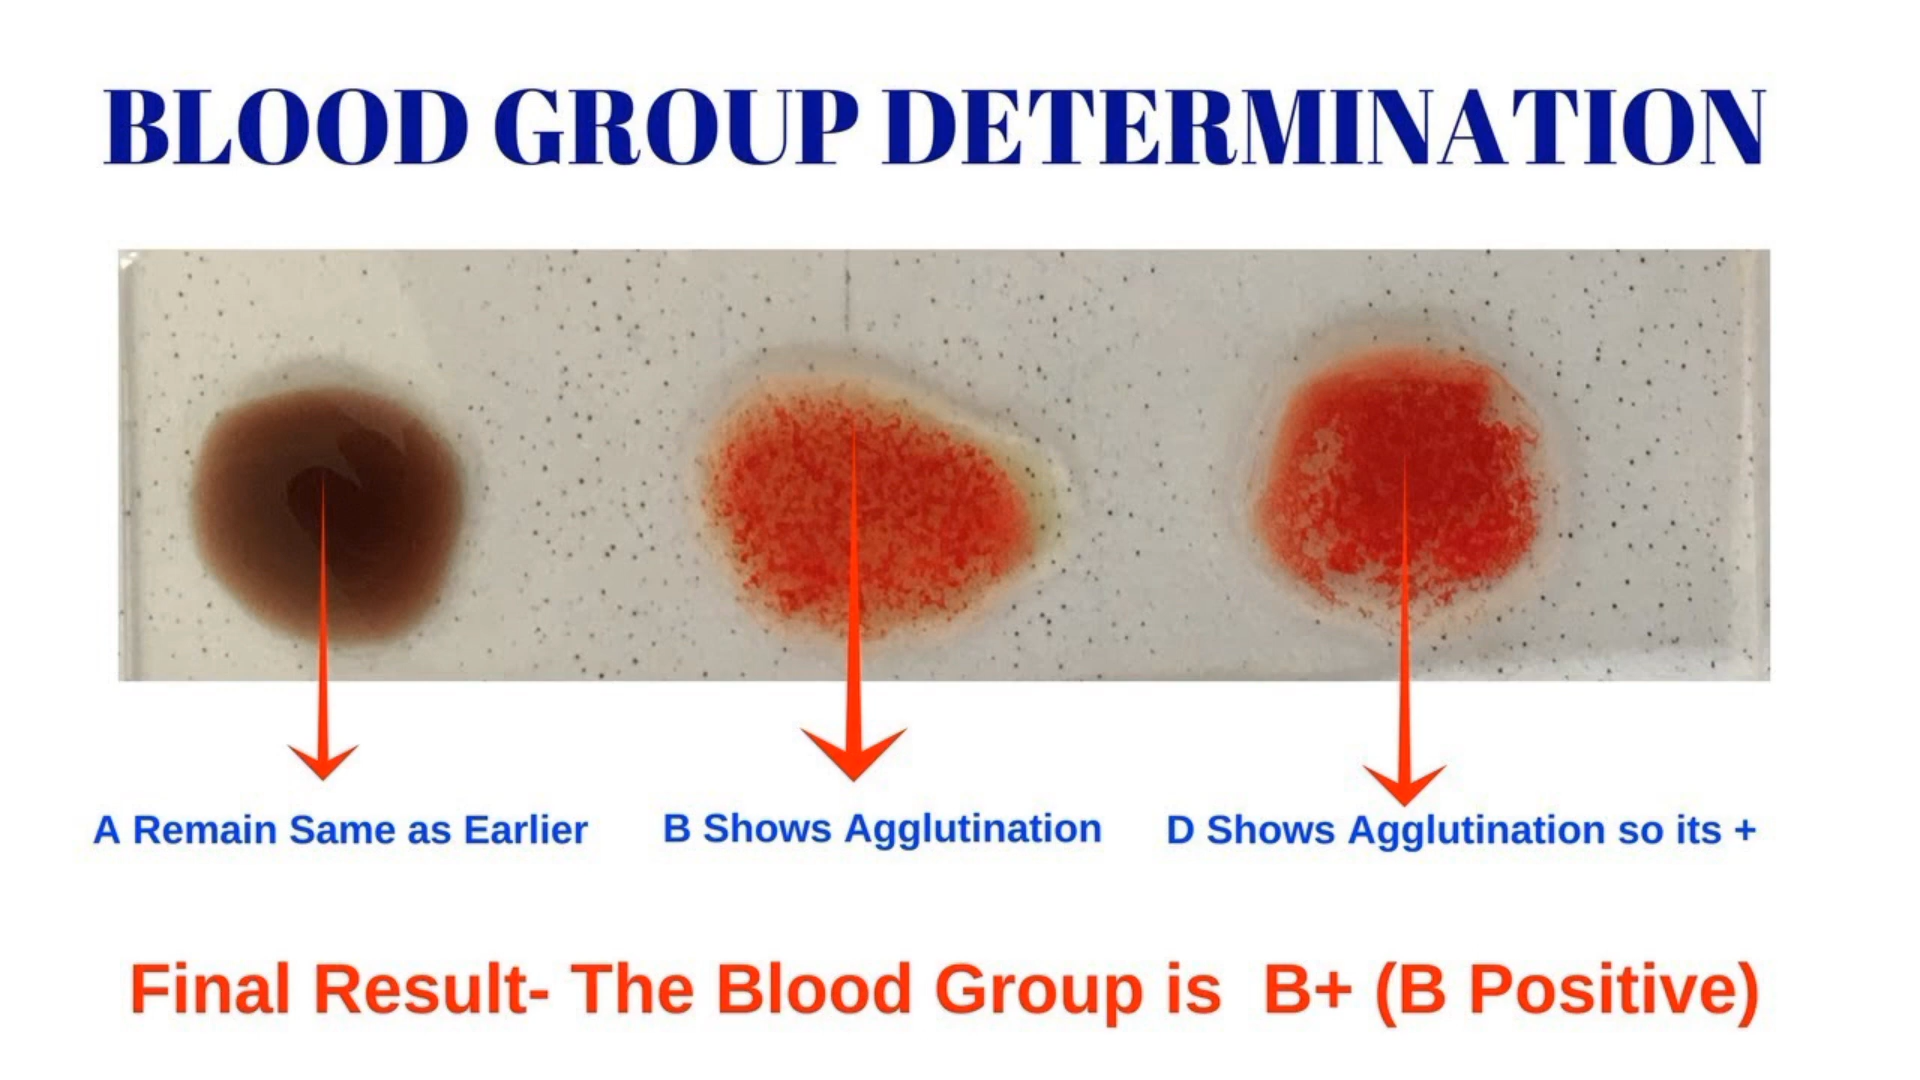 BLOOD GROUP DETERMINATION
A Remain Same as Earlier
B Shows Agglutination
D Shows Agglutination so its +
Final Result- The Blood Group is B+ (B Positive)